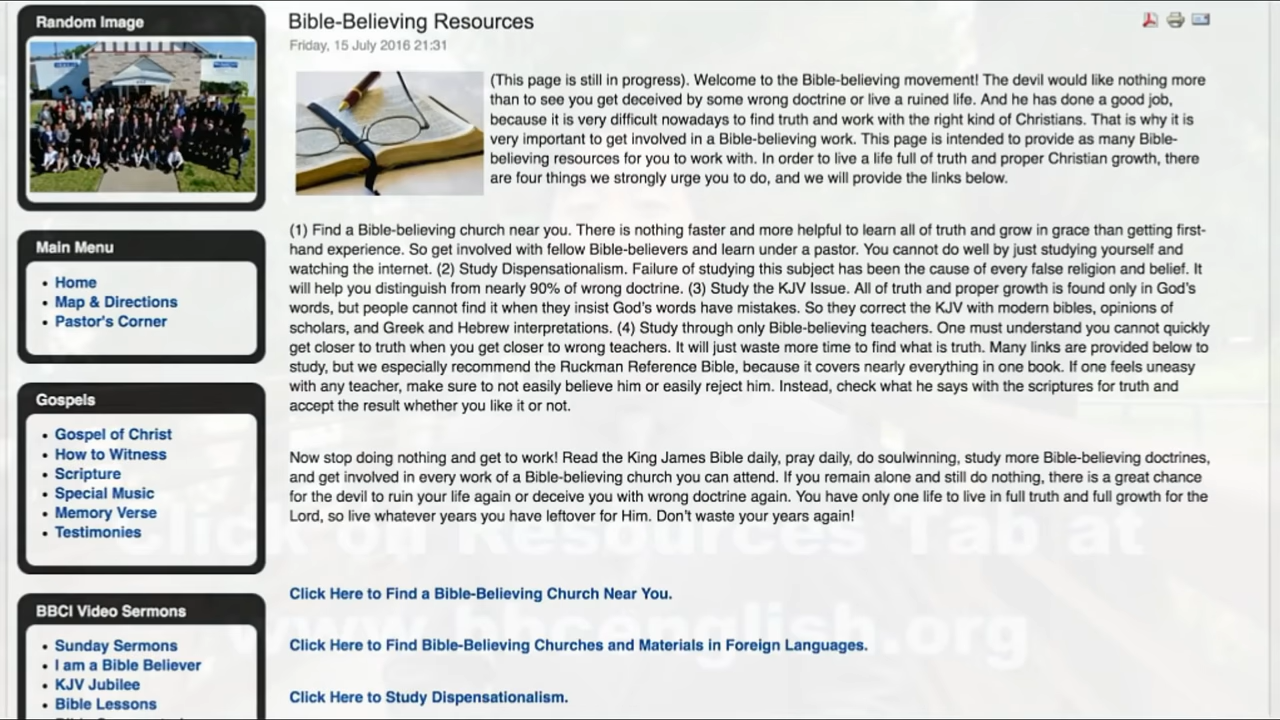 Random Image
Main Menu
Home
Map & Directions
Pastor's Corner
Gospels
Gospel of Christ
How to Witness
Scripture
Special Music
Memory Verse
Testimonies
BBCI Video Sermons
Sunday Sermons
I am a Bible Believer
KJV Jubilee
Bible Lessons
Bible-Believing Resources
Friday, 15 July 2016 21:31
(This page is still in progress). Welcome to the Bible-believing movement! The devil would like nothing more
than to see you get deceived by some wrong doctrine or live a ruined life. And he has done a good job,
because it is very difficult nowadays to find truth and work with the right kind of Christians. That is why it is
very important to get involved in a Bible-believing work. This page is intended to provide as many Bible-
believing resources for you to work with. In order to live a life full of truth and proper Christian growth, there
are four things we strongly urge you to do, and we will provide the links below.
(1) Find a Bible-believing church near you. There is nothing faster and more helpful to learn all of truth and grow in grace than getting first-
hand experience. So get involved with fellow Bible-believers and learn under a pastor. You cannot do well by just studying yourself and
watching the internet. (2) Study Dispensationalism. Failure of studying this subject has been the cause of every false religion and belief. It
will help you distinguish from nearly 90% of wrong doctrine. (3) Study the KJV Issue. All of truth and proper growth is found only in God's
words, but people cannot find it when they insist God's words have mistakes. So they correct the KJV with modern bibles, opinions of
scholars, and Greek and Hebrew interpretations. (4) Study through only Bible-believing teachers. One must understand you cannot quickly
get closer to truth when you get closer to wrong teachers. It will just waste more time to find what is truth. Many links are provided below to
study, but we especially recommend the Ruckman Reference Bible, because it covers nearly everything in one book. If one feels uneasy
with any teacher, make sure to not easily believe him or easily reject him. Instead, check what he says with the scriptures for truth and
accept the result whether you like it or not.
Now stop doing nothing and get to work! Read the King James Bible daily, pray daily, do soulwinning, study more Bible-believing doctrines,
and get involved in every work of a Bible-believing church you can attend. If you remain alone and still do nothing, there is a great chance
for the devil to ruin your life again or deceive you with wrong doctrine again. You have only one life to live in full truth and full growth for the
Lord, so live whatever years you have leftover for Him. Don't waste your years again!
Click on Resources Tab at
Click Here to Find a Bible-Believing Church Near You.
Click Here to Find Bible-Believing Churches and Materials in Foreign Languages.
Click Here to Study Dispensationalism.